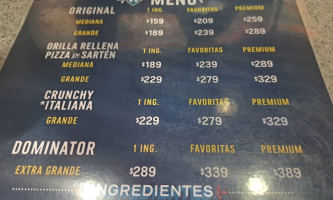 MENÚ
ORIGINAL 1 ING. FAVORITAS PREMIUM
MEDIANA $159 $209 $259
GRANDE $189 $239 $289
ORILLA RELLENA
PIZZA EN SARTÉN 1 ING. FAVORITAS PREMIUM
MEDIANA $189 $239 $289
GRANDE $229 $279 $329
CRUNCHY
*ITALIANA 1 ING. FAVORITAS PREMIUM
GRANDE $229 $279 $329
DOMINATOR 1 ING. FAVORITAS PREMIUM
EXTRA GRANDE $289 $339 $389
INGREDIENTES